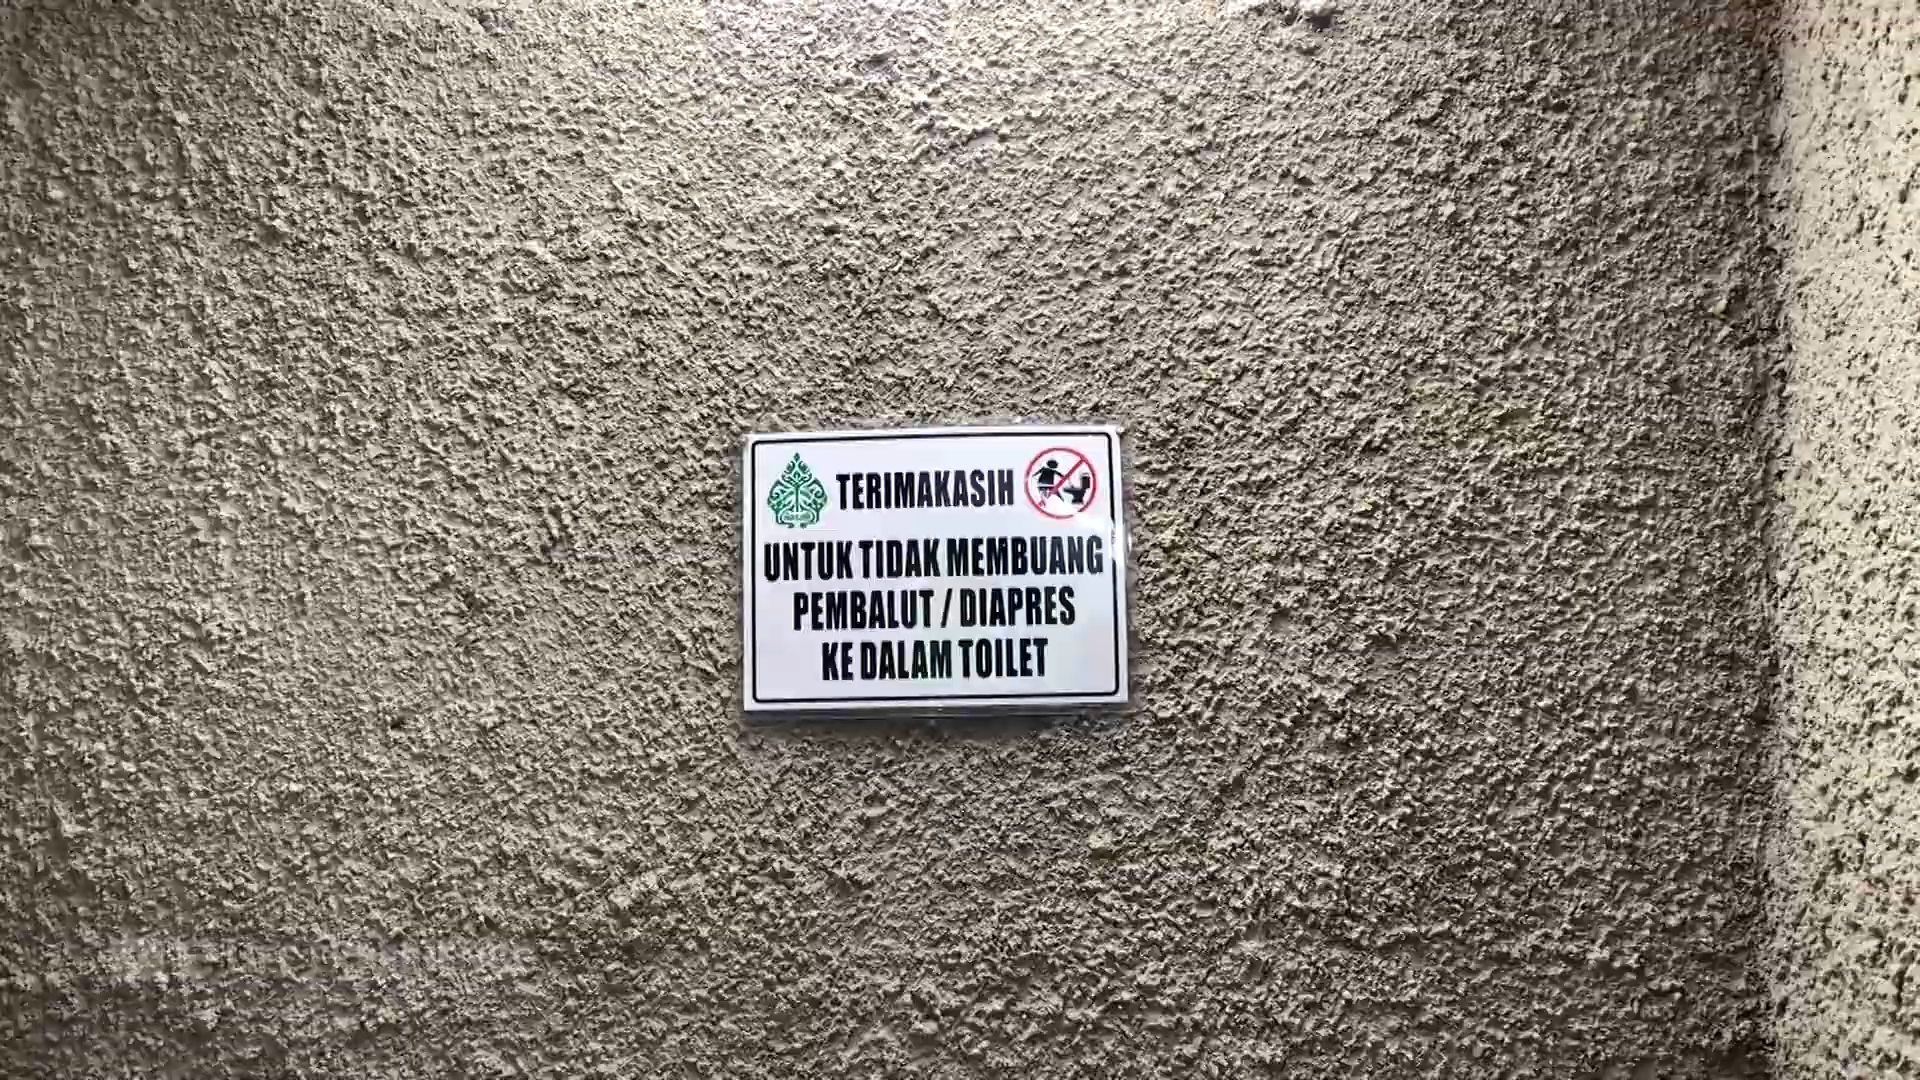 TERIMAKASIH
UNTUK TIDAK MEMBUANG
PEMBALUT / DIAPRES
KE DALAM TOILET